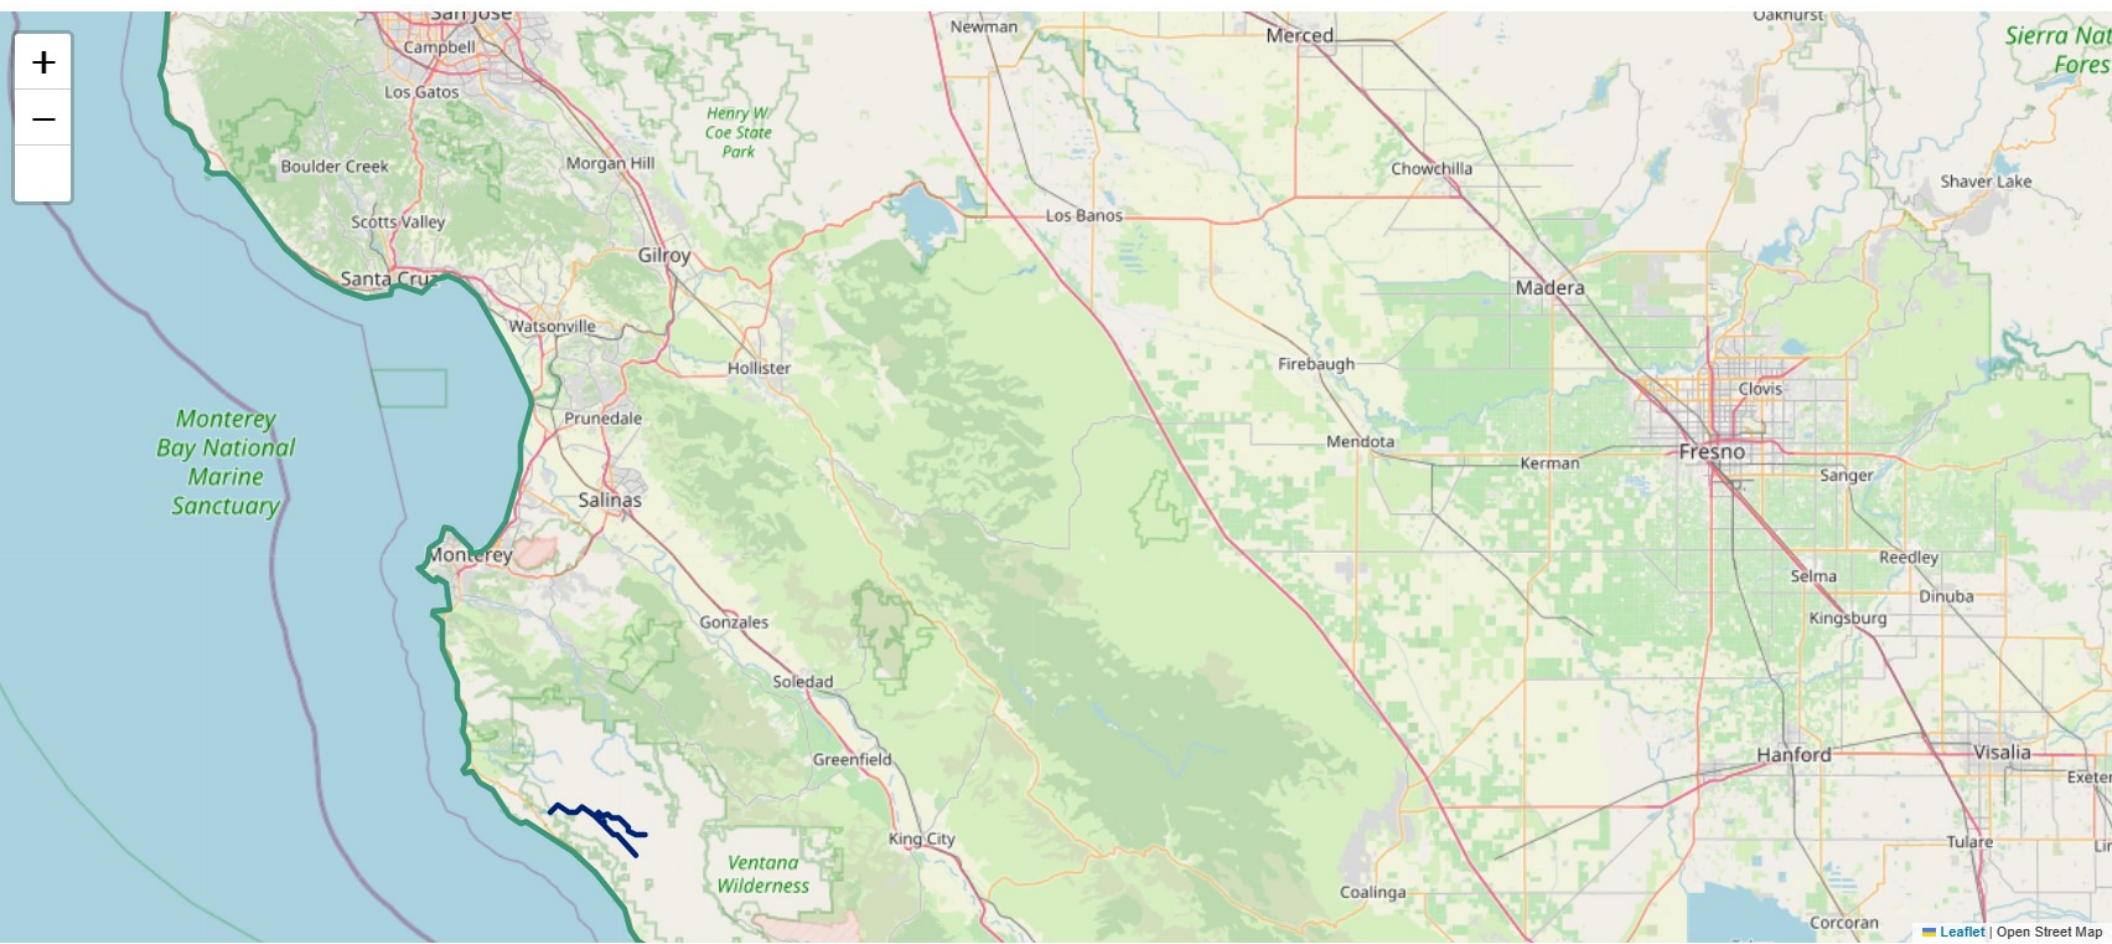 San Jose
Newman
Merced
Oakhurst
+
Campbell
Sierra Nat
Fores
Los Gatos
−
Henry W.
Coe State
Park
Boulder Creek
Morgan Hill
Chowchilla
Shaver Lake
Scotts Valley
Los Banos
Gilroy
Santa Cruz
Madera
Watsonville
Hollister
Firebaugh
Clovis
Monterey
Bay National
Marine
Sanctuary
Prunedale
Mendota
Kerman
Fresno
Sanger
Salinas
Monterey
Reedley
Selma
Dinuba
Gonzales
Kingsburg
Soledad
Greenfield
Hanford
Visalia
Exeter
King City
Tulare
Lin
Ventana
Wilderness
Coalinga
Corcoran
Leaflet | Open Street Map